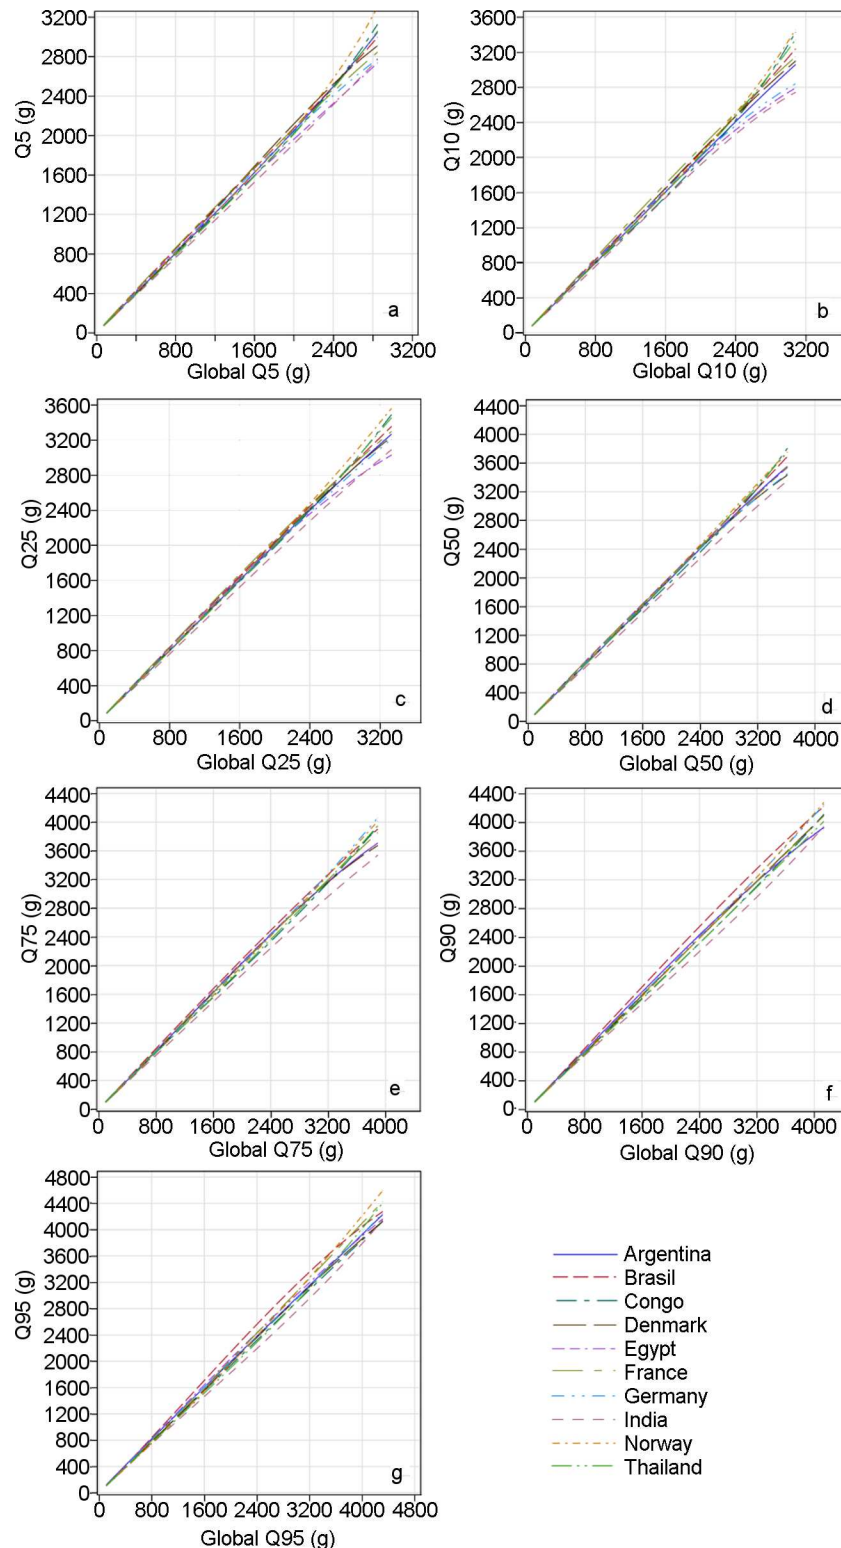 3200
2800
2400
2000
1600
1200
800
400
0
Q5 (g)
a
0 800 1600 2400 3200
Global Q5 (g)
3600
3200
2800
2400
2000
1600
1200
800
400
0
Q10 (g)
b
0 800 1600 2400 3200
Global Q10 (g)
3600
3200
2800
2400
2000
1600
1200
800
400
0
Q25 (g)
c
0 800 1600 2400 3200
Global Q25 (g)
4400
4000
3600
3200
2800
2400
2000
1600
1200
800
400
0
Q50 (g)
d
0 800 1600 2400 3200 4000
Global Q50 (g)
4400
4000
3600
3200
2800
2400
2000
1600
1200
800
400
0
Q75 (g)
e
0 800 1600 2400 3200 4000
Global Q75 (g)
4400
4000
3600
3200
2800
2400
2000
1600
1200
800
400
0
Q90 (g)
f
0 800 1600 2400 3200 4000
Global Q90 (g)
4800
4400
4000
3600
3200
2800
2400
2000
1600
1200
800
400
0
Q95 (g)
g
0 800 1600 2400 3200 4000 4800
Global Q95 (g)
Argentina
Brasil
Congo
Denmark
Egypt
France
Germany
India
Norway
Thailand